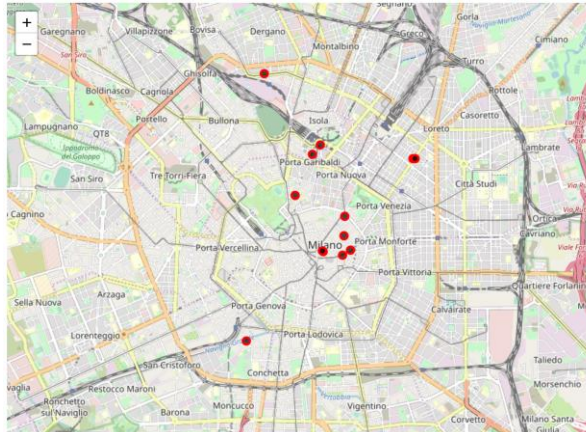 +
−
Garegnano
Villapizzone
Bovisa
Dergano
Segnano
Gorla
Montalbino
Greco
Cimiano
San Siro
Ghisolfa
Turro
Boldinasco
Cagnola
Pottole
Isola
Casoretto
Lampugnano
Portello
Bullona
Loreto
QT8
Lambrate
Porta Garibaldi
San Siro
Tre Torri-Fiera
Porta Nuova
Città Studi
Porta Venezia
Ortica
Cavriano
Porta Vercellina
Milano
Porta Monforte
Porta Vittoria
Quartiere Forlanini
Sella Nuova
Arzaga
Porta Genova
Calvairate
Lorenteggio
Porta Lodovica
San Cristoforo
Conchetta
Taliedo
Ronchetto
sul Naviglio
Restocco Maroni
Morsenchio
Barona
Moncucco
Vigentino
Corvetto
Milano Santa
Giulia